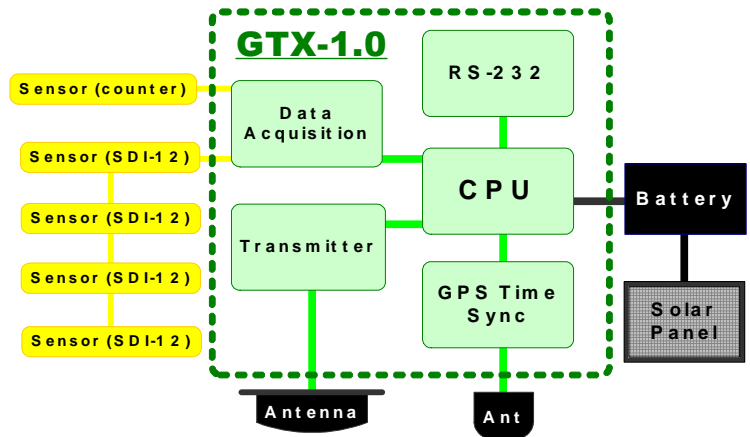 GTX-1.0
RS-232
Sensor (counter)
Data
Acquisition
Sensor (SDI-12)
CPU
Battery
Sensor (SDI-12)
Transmitter
Sensor (SDI-12)
GPS Time
Sync
Solar
Panel
Sensor (SDI-12)
Antenna
Ant